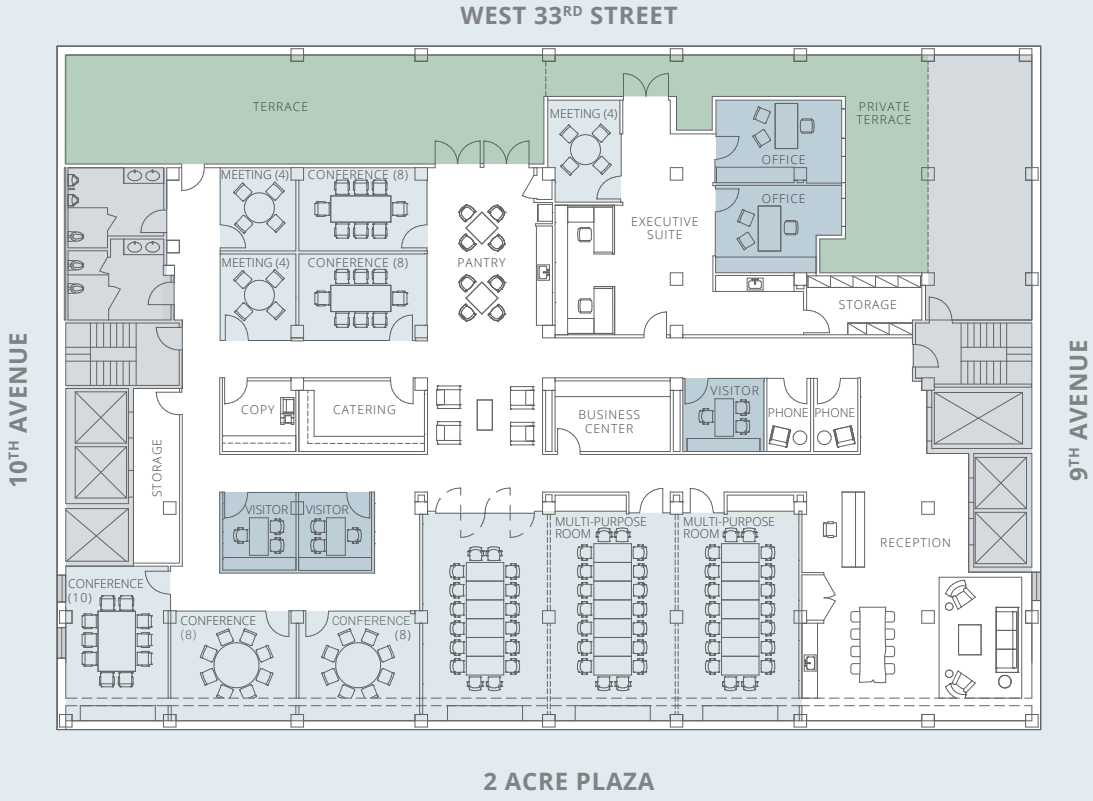 WEST 33RD STREET
TERRACE
MEETING (4)
PRIVATE
TERRACE
OFFICE
MEETING (4)
CONFERENCE (8)
OFFICE
EXECUTIVE
SUITE
MEETING (4)
CONFERENCE (8)
PANTRY
STORAGE
10TH AVENUE
9TH AVENUE
COPY
CATERING
BUSINESS
CENTER
VISITOR
PHONE
PHONE
STORAGE
VISITOR
VISITOR
MULTI-PURPOSE
ROOM
MULTI-PURPOSE
ROOM
RECEPTION
CONFERENCE
(10)
CONFERENCE
(8)
CONFERENCE
(8)
2 ACRE PLAZA